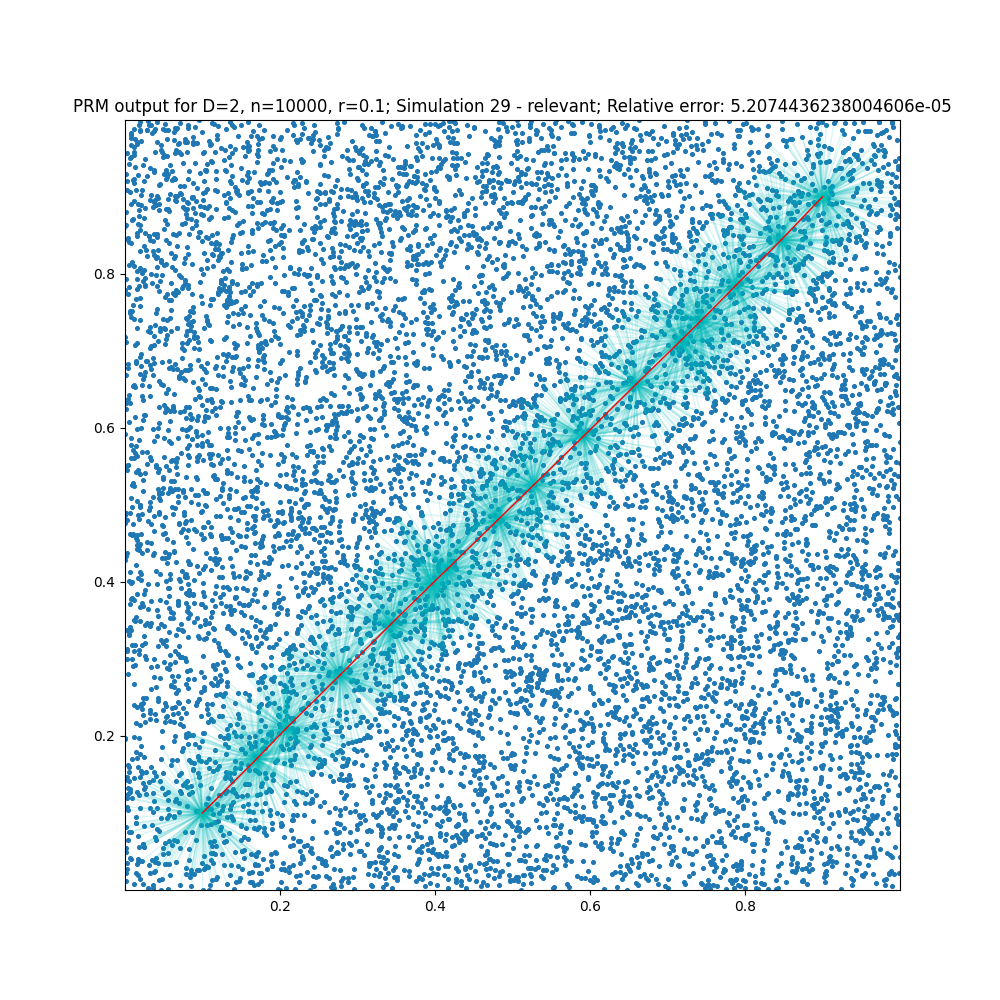 PRM output for D=2, n=10000, r=0.1; Simulation 29 - relevant; Relative error: 5.2074436238004606e-05
0.8
0.6
0.4
0.2
0.2 0.4 0.6 0.8